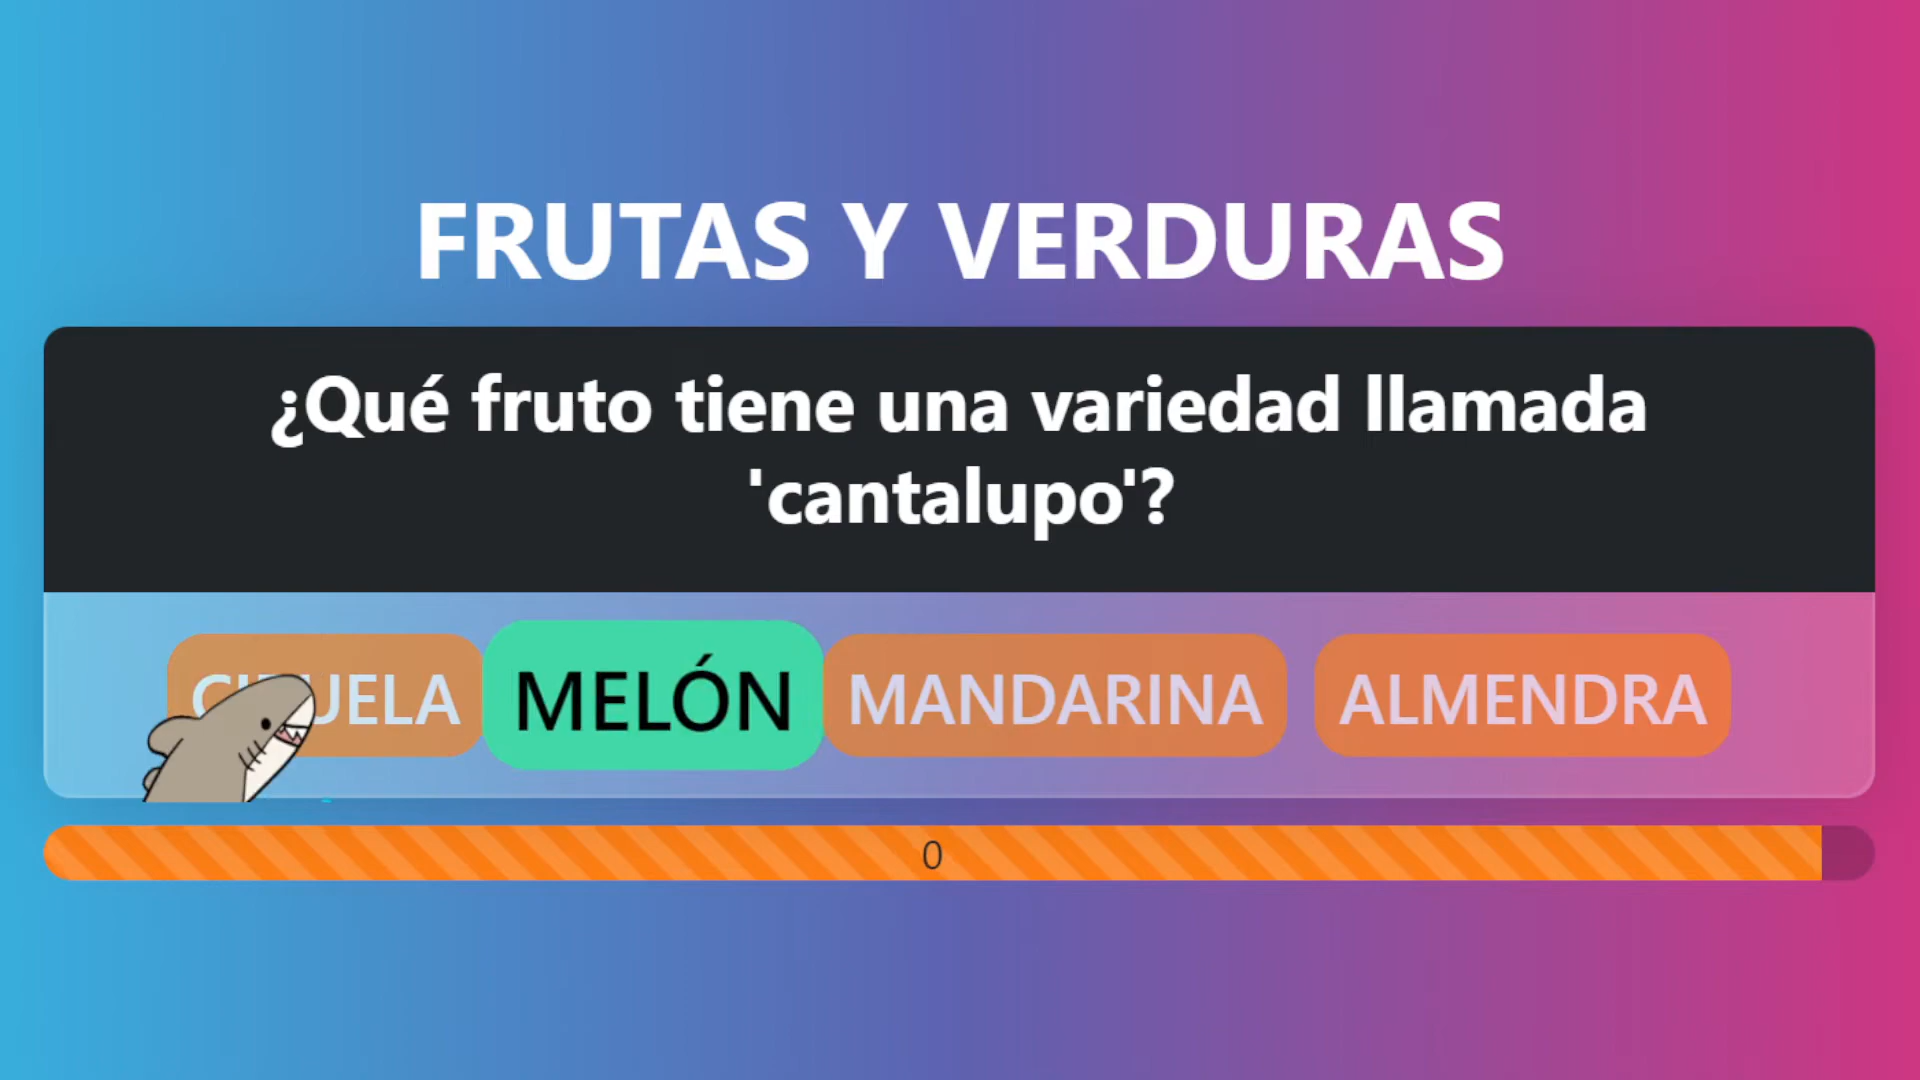 FRUTAS Y VERDURAS
¿Qué fruto tiene una variedad llamada
'cantalupo'?
MELÓN MANDARINA ALMENDRA
0